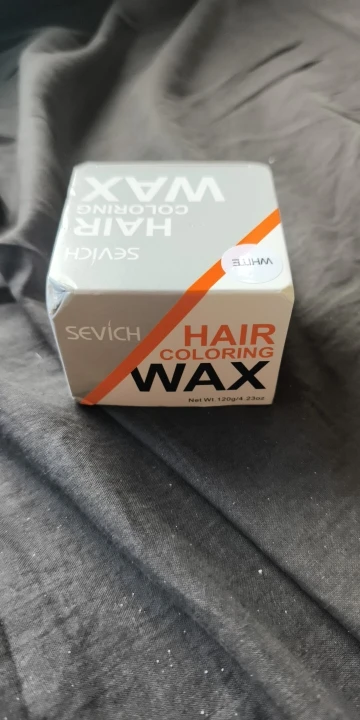 WAX
COLORING
HAIR
SEVICH
WHITE
SEVICH
HAIR
COLORING
WAX
Net Wt. 120g/4.23oz